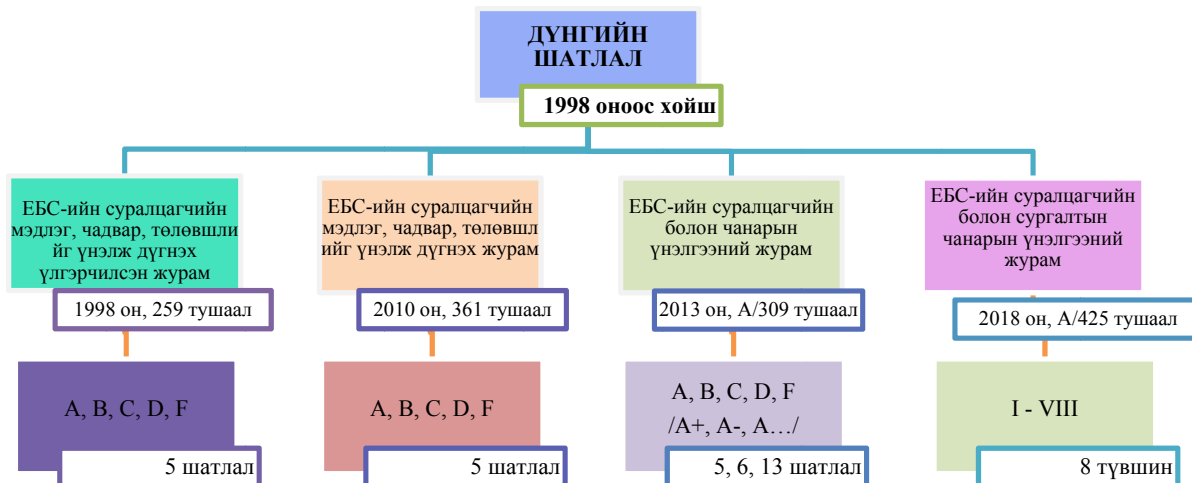 ДҮНГИЙН
ШАТЛАЛ
1998 оноос хойш
ЕБС-ийн суралцагчийн
мэдлэг, чадвар, төлөвшли
йг үнэлж дүгнэх
үлгэрчилсэн журам
1998 он, 259 тушаал
A, B, C, D, F
5 шатлал
ЕБС-ийн суралцагчийн
мэдлэг, чадвар, төлөвшл
ийг үнэлж дүгнэх журам
2010 он, 361 тушаал
A, B, C, D, F
5 шатлал
ЕБС-ийн суралцагчийн
болон чанарын
үнэлгээний журам
2013 он, А/309 тушаал
A, B, C, D, F
/A+, A-, A…/
5, 6, 13 шатлал
ЕБС-ийн суралцагчийн
болон сургалтын
чанарын үнэлгээний
журам
2018 он, А/425 тушаал
I - VIII
8 түвшин